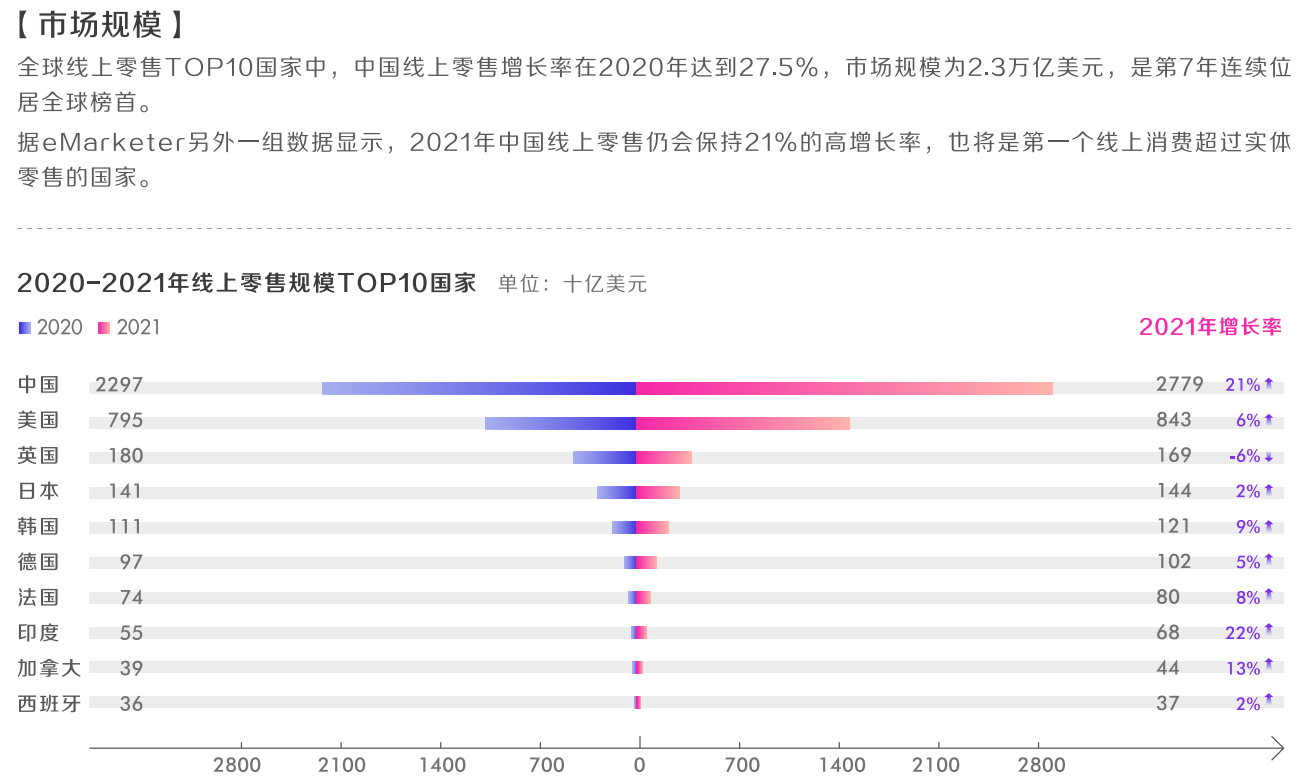 【 市场规模 】
全球线上零售TOP10国家中，中国线上零售增长率在2020年达到27.5%，市场规模为2.3万亿美元，是第7年连续位
居全球榜首。
据eMarketer另外一组数据显示，2021年中国线上零售仍会保持21%的高增长率，也将是第一个线上消费超过实体
零售的国家。
2020-2021年线上零售规模TOP10国家 单位：十亿美元
2020 2021 2021年增长率
中国 2297 2779 21%
美国 795 843 6%
英国 180 169 -6%
日本 141 144 2%
韩国 111 121 9%
德国 97 102 5%
法国 74 80 8%
印度 55 68 22%
加拿大 39 44 13%
西班牙 36 37 2%
2800 2100 1400 700 0 700 1400 2100 2800